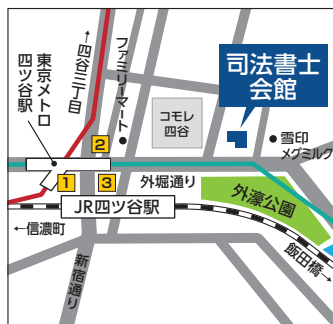 ←四谷三丁目
ファミリーマート
司法書士
会館
東京メトロ
四ツ谷駅
コモレ
四谷
雪印
メグミルク
2
1
3
外堀通り
外濠公園
JR四ツ谷駅
←信濃町
新宿通り
飯田橋→